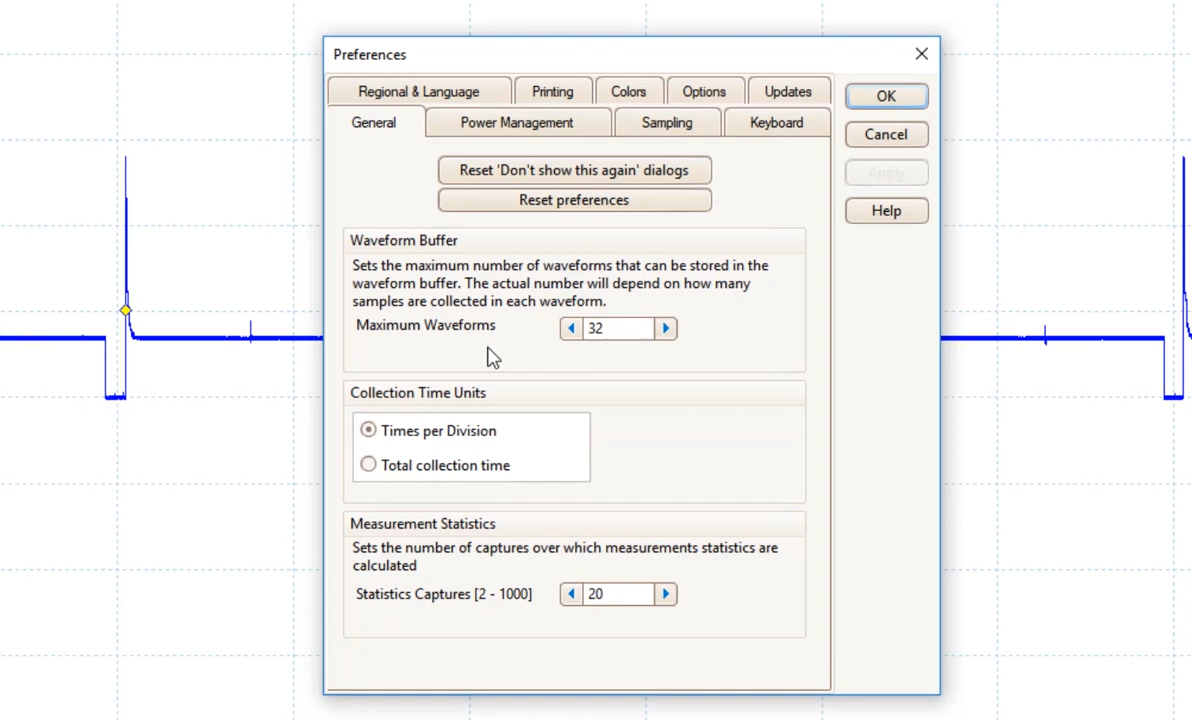 Preferences
Regional & Language
Printing
Colors
Options
Updates
General
Power Management
Sampling
Keyboard
OK
Cancel
Apply
Help
Reset 'Don't show this again' dialogs
Reset preferences
Waveform Buffer
Sets the maximum number of waveforms that can be stored in the
waveform buffer. The actual number will depend on how many
samples are collected in each waveform.
Maximum Waveforms
32
Collection Time Units
Times per Division
Total collection time
Measurement Statistics
Sets the number of captures over which measurements statistics are
calculated
Statistics Captures [2 - 1000]
20